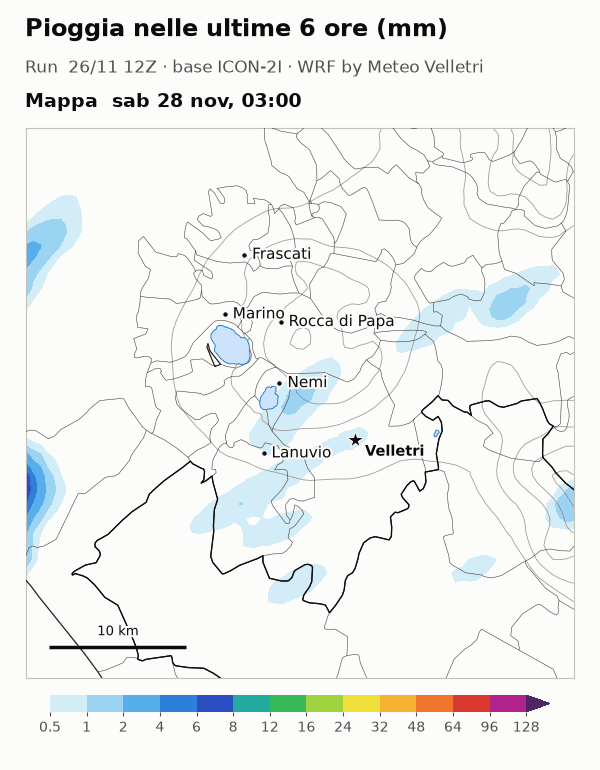 Pioggia nelle ultime 6 ore (mm)
Run  26/11 12Z · base ICON-2I · WRF by Meteo Velletri
Mappa  sab 28 nov, 03:00
Frascati
Marino
Rocca di Papa
Nemi
Velletri
Lanuvio
10 km
0.5 1 2 4 6 8 12 16 24 32 48 64 96 128